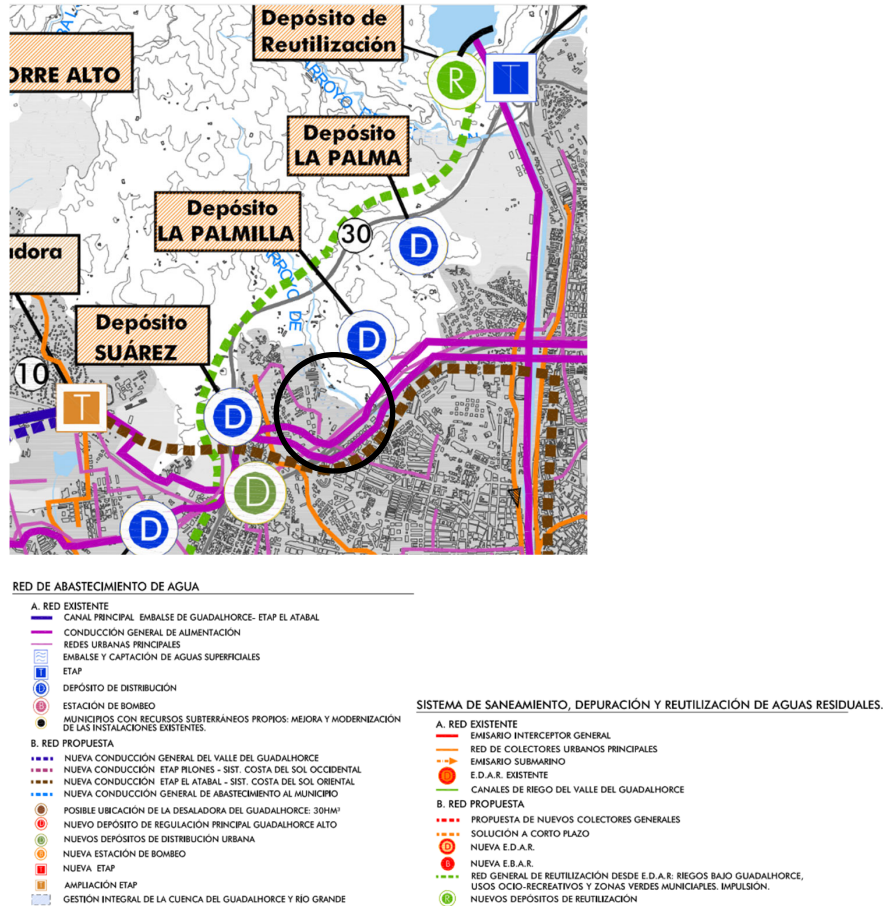 Depósito de
Reutilización
ORRE ALTO
R
T
ARROYO
Depósito
LA PALMA
Depósito
LA PALMILLA
30
D
adora
ARROYO DE
Depósito
SUÁREZ
D
10
T
D
D
D
RED DE ABASTECIMIENTO DE AGUA
A. RED EXISTENTE
CANAL PRINCIPAL EMBALSE DE GUADALHORCE- ETAP EL ATABAL
CONDUCCIÓN GENERAL DE ALIMENTACIÓN
REDES URBANAS PRINCIPALES
EMBALSE Y CAPTACIÓN DE AGUAS SUPERFICIALES
T ETAP
D DEPÓSITO DE DISTRIBUCIÓN
B ESTACIÓN DE BOMBEO
MUNICIPIOS CON RECURSOS SUBTERRÁNEOS PROPIOS: MEJORA Y MODERNIZACIÓN
DE LAS INSTALACIONES EXISTENTES.
B. RED PROPUESTA
NUEVA CONDUCCIÓN GENERAL DEL VALLE DEL GUADALHORCE
NUEVA CONDUCCIÓN ETAP PILONES - SIST. COSTA DEL SOL OCCIDENTAL
NUEVA CONDUCCIÓN ETAP EL ATABAL - SIST. COSTA DEL SOL ORIENTAL
NUEVA CONDUCCIÓN GENERAL DE ABASTECIMIENTO AL MUNICIPIO
POSIBLE UBICACIÓN DE LA DESALADORA DEL GUADALHORCE: 30HM³
NUEVO DEPÓSITO DE REGULACIÓN PRINCIPAL GUADALHORCE ALTO
NUEVOS DEPÓSITOS DE DISTRIBUCIÓN URBANA
NUEVA ESTACIÓN DE BOMBEO
T NUEVA ETAP
T AMPLIACIÓN ETAP
GESTIÓN INTEGRAL DE LA CUENCA DEL GUADALHORCE Y RÍO GRANDE
SISTEMA DE SANEAMIENTO, DEPURACIÓN Y REUTILIZACIÓN DE AGUAS RESIDUALES.
A. RED EXISTENTE
EMISARIO INTERCEPTOR GENERAL
RED DE COLECTORES URBANOS PRINCIPALES
EMISARIO SUBMARINO
D E.D.A.R. EXISTENTE
CANALES DE RIEGO DEL VALLE DEL GUADALHORCE
B. RED PROPUESTA
PROPUESTA DE NUEVOS COLECTORES GENERALES
SOLUCIÓN A CORTO PLAZO
D NUEVA E.D.A.R.
B NUEVA E.B.A.R.
RED GENERAL DE REUTILIZACIÓN DESDE E.D.A.R: RIEGOS BAJO GUADALHORCE,
USOS OCIO-RECREATIVOS Y ZONAS VERDES MUNICIAPLES. IMPULSIÓN.
R NUEVOS DEPÓSITOS DE REUTILIZACIÓN